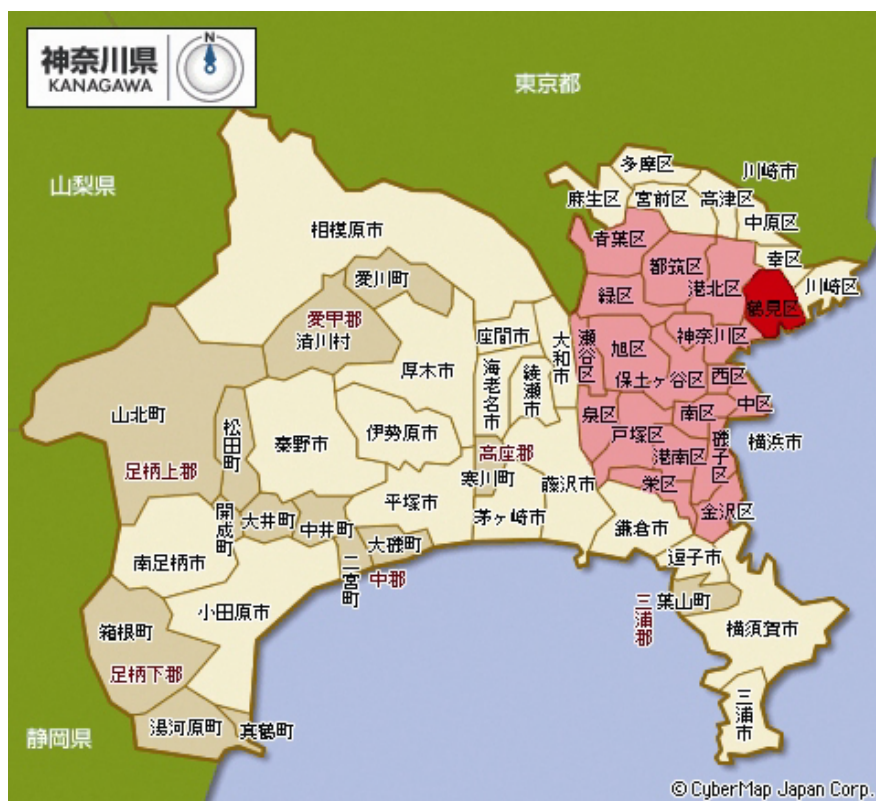 神奈川県
KANAGAWA
N
東京都
山梨県
多摩区
川崎市
麻生区
宮前区
高津区
中原区
青葉区
幸区
相模原市
都筑区
愛川町
緑区
港北区
川崎区
鶴見区
愛甲郡
清川村
座間市
大和市
瀬谷区
旭区
神奈川区
厚木市
海老名市
綾瀬市
保土ヶ谷区
西区
山北町
松田町
秦野市
伊勢原市
泉区
戸塚区
南区
中区
横浜市
足柄上郡
高座郡
寒川町
藤沢市
港南区
磯子区
栄区
開成町
大井町
中井町
平塚市
茅ヶ崎市
金沢区
鎌倉市
南足柄市
大磯町
二宮町
中郡
逗子市
小田原市
葉山町
三浦郡
箱根町
横須賀市
足柄下郡
三浦市
湯河原町
真鶴町
静岡県
© CyberMap Japan Corp.